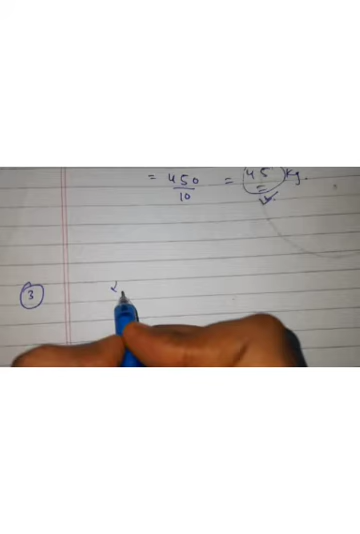 = 450/10 = 45 kg.
3